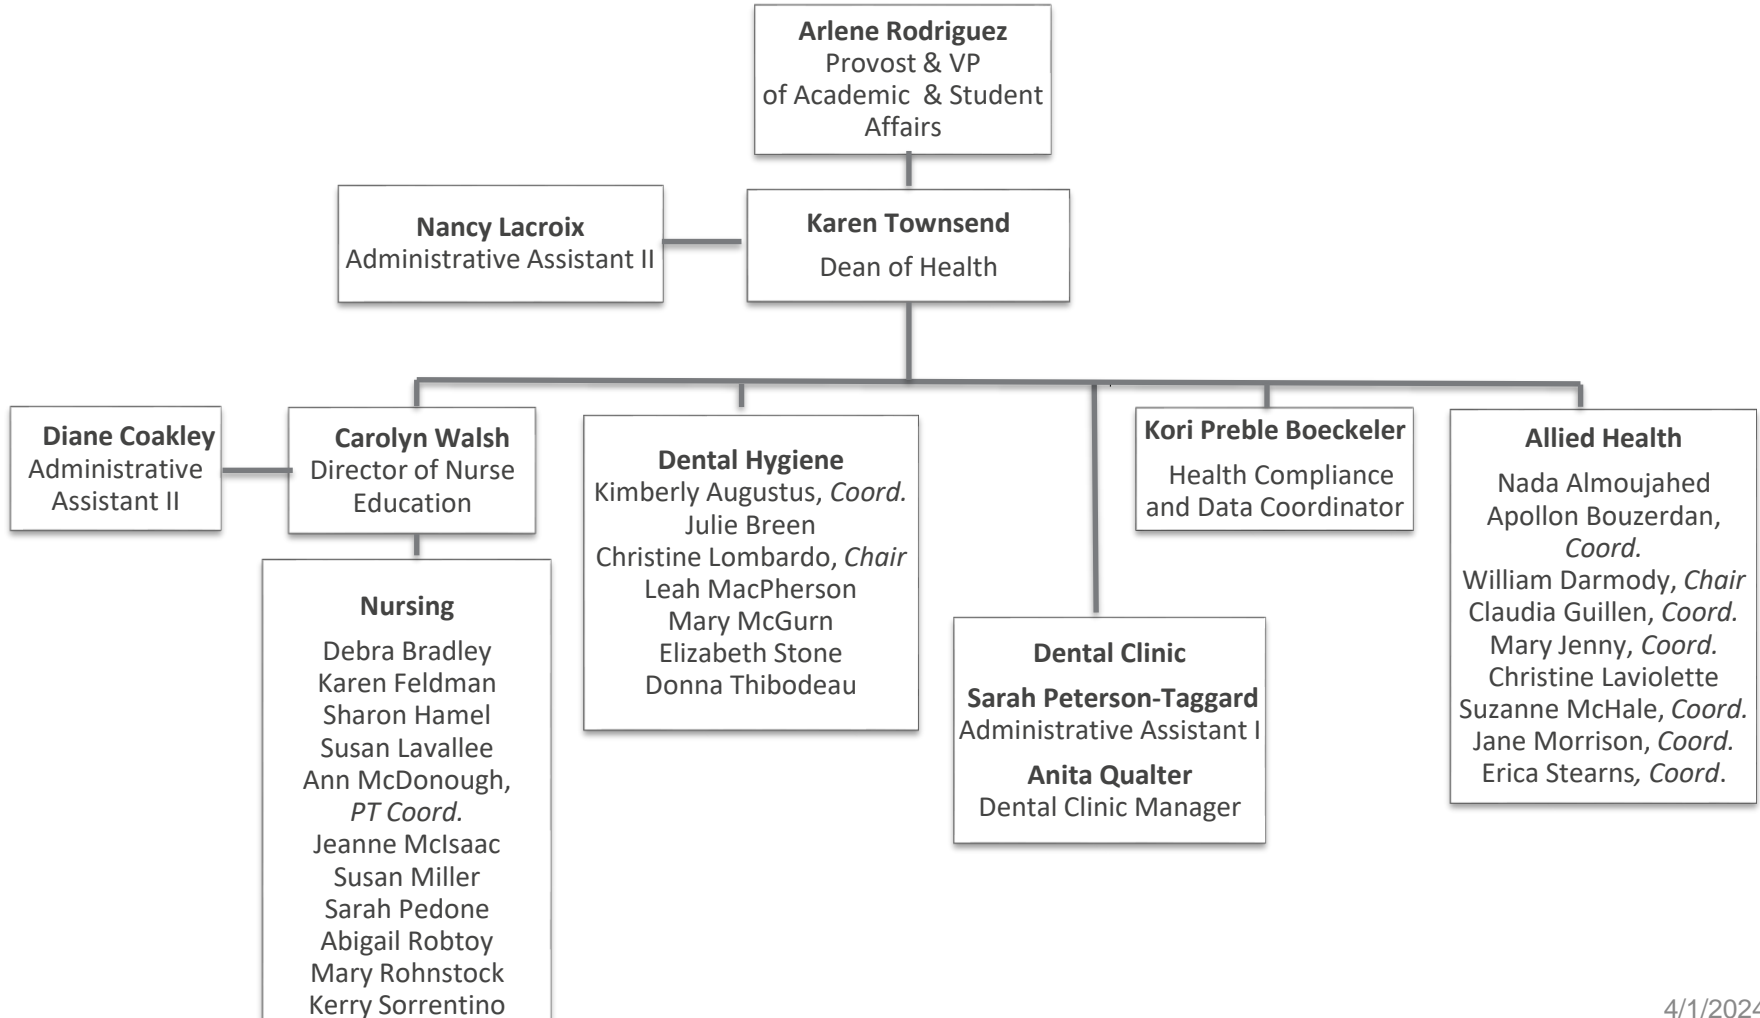 Arlene Rodriguez
Provost & VP
of Academic & Student
Affairs
Nancy Lacroix
Administrative Assistant II
Karen Townsend
Dean of Health
Diane Coakley
Administrative
Assistant II
Carolyn Walsh
Director of Nurse
Education
Nursing
Debra Bradley
Karen Feldman
Sharon Hamel
Susan Lavallee
Ann McDonough,
PT Coord.
Jeanne McIsaac
Susan Miller
Sarah Pedone
Abigail Robtoy
Mary Rohnstock
Kerry Sorrentino
Dental Hygiene
Kimberly Augustus, Coord.
Julie Breen
Christine Lombardo, Chair
Leah MacPherson
Mary McGurn
Elizabeth Stone
Donna Thibodeau
Dental Clinic
Sarah Peterson-Taggard
Administrative Assistant I
Anita Qualter
Dental Clinic Manager
Kori Preble Boeckeler
Health Compliance
and Data Coordinator
Allied Health
Nada Almoujahed
Apollon Bouzerdan,
Coord.
William Darmody, Chair
Claudia Guillen, Coord.
Mary Jenny, Coord.
Christine Laviolette
Suzanne McHale, Coord.
Jane Morrison, Coord.
Erica Stearns, Coord.
4/1/2024